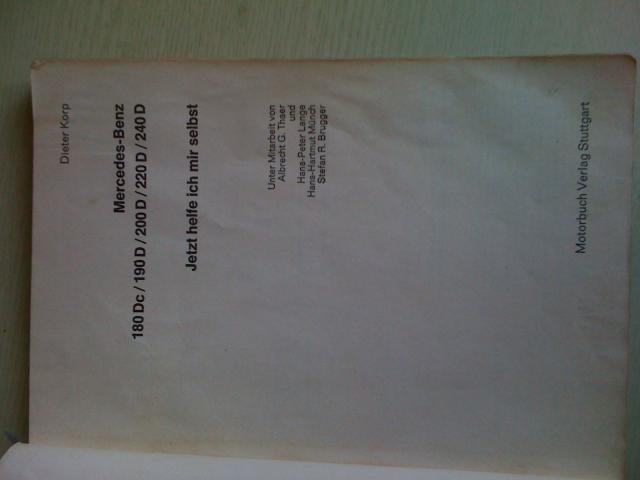 Dieter Korp
Mercedes-Benz
180 Dc / 190 D / 200 D / 220 D / 240 D
Jetzt helfe ich mir selbst
Unter Mitarbeit von
Albrecht G. Thaer
und
Hans-Peter Lange
Hans-Hartmut Münch
Stefan R. Brugger
Motorbuch Verlag Stuttgart